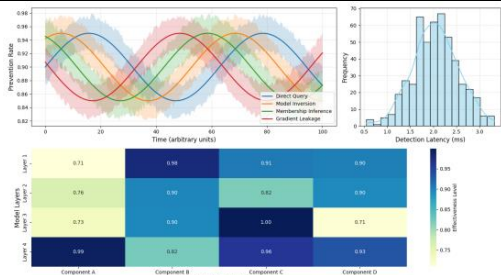 0.98
0.96
0.94
0.92
0.90
0.88
0.86
0.84
0.82
Prevention Rate
0
20
40
60
80
100
Time (arbitrary units)
Direct Query
Model Inversion
Membership Inference
Gradient Leakage
70
60
50
40
30
20
10
0
Frequency
0.5
1.0
1.5
2.0
2.5
3.0
Detection Latency (ms)
Model Layers
Layer 1
0.71
0.98
0.91
0.90
Layer 2
0.76
0.90
0.82
0.90
Layer 3
0.73
0.90
1.00
0.71
Layer 4
0.99
0.82
0.96
0.93
Component A
Component B
Component C
Component D
0.95
0.90
0.85
0.80
0.75
Effectiveness Level